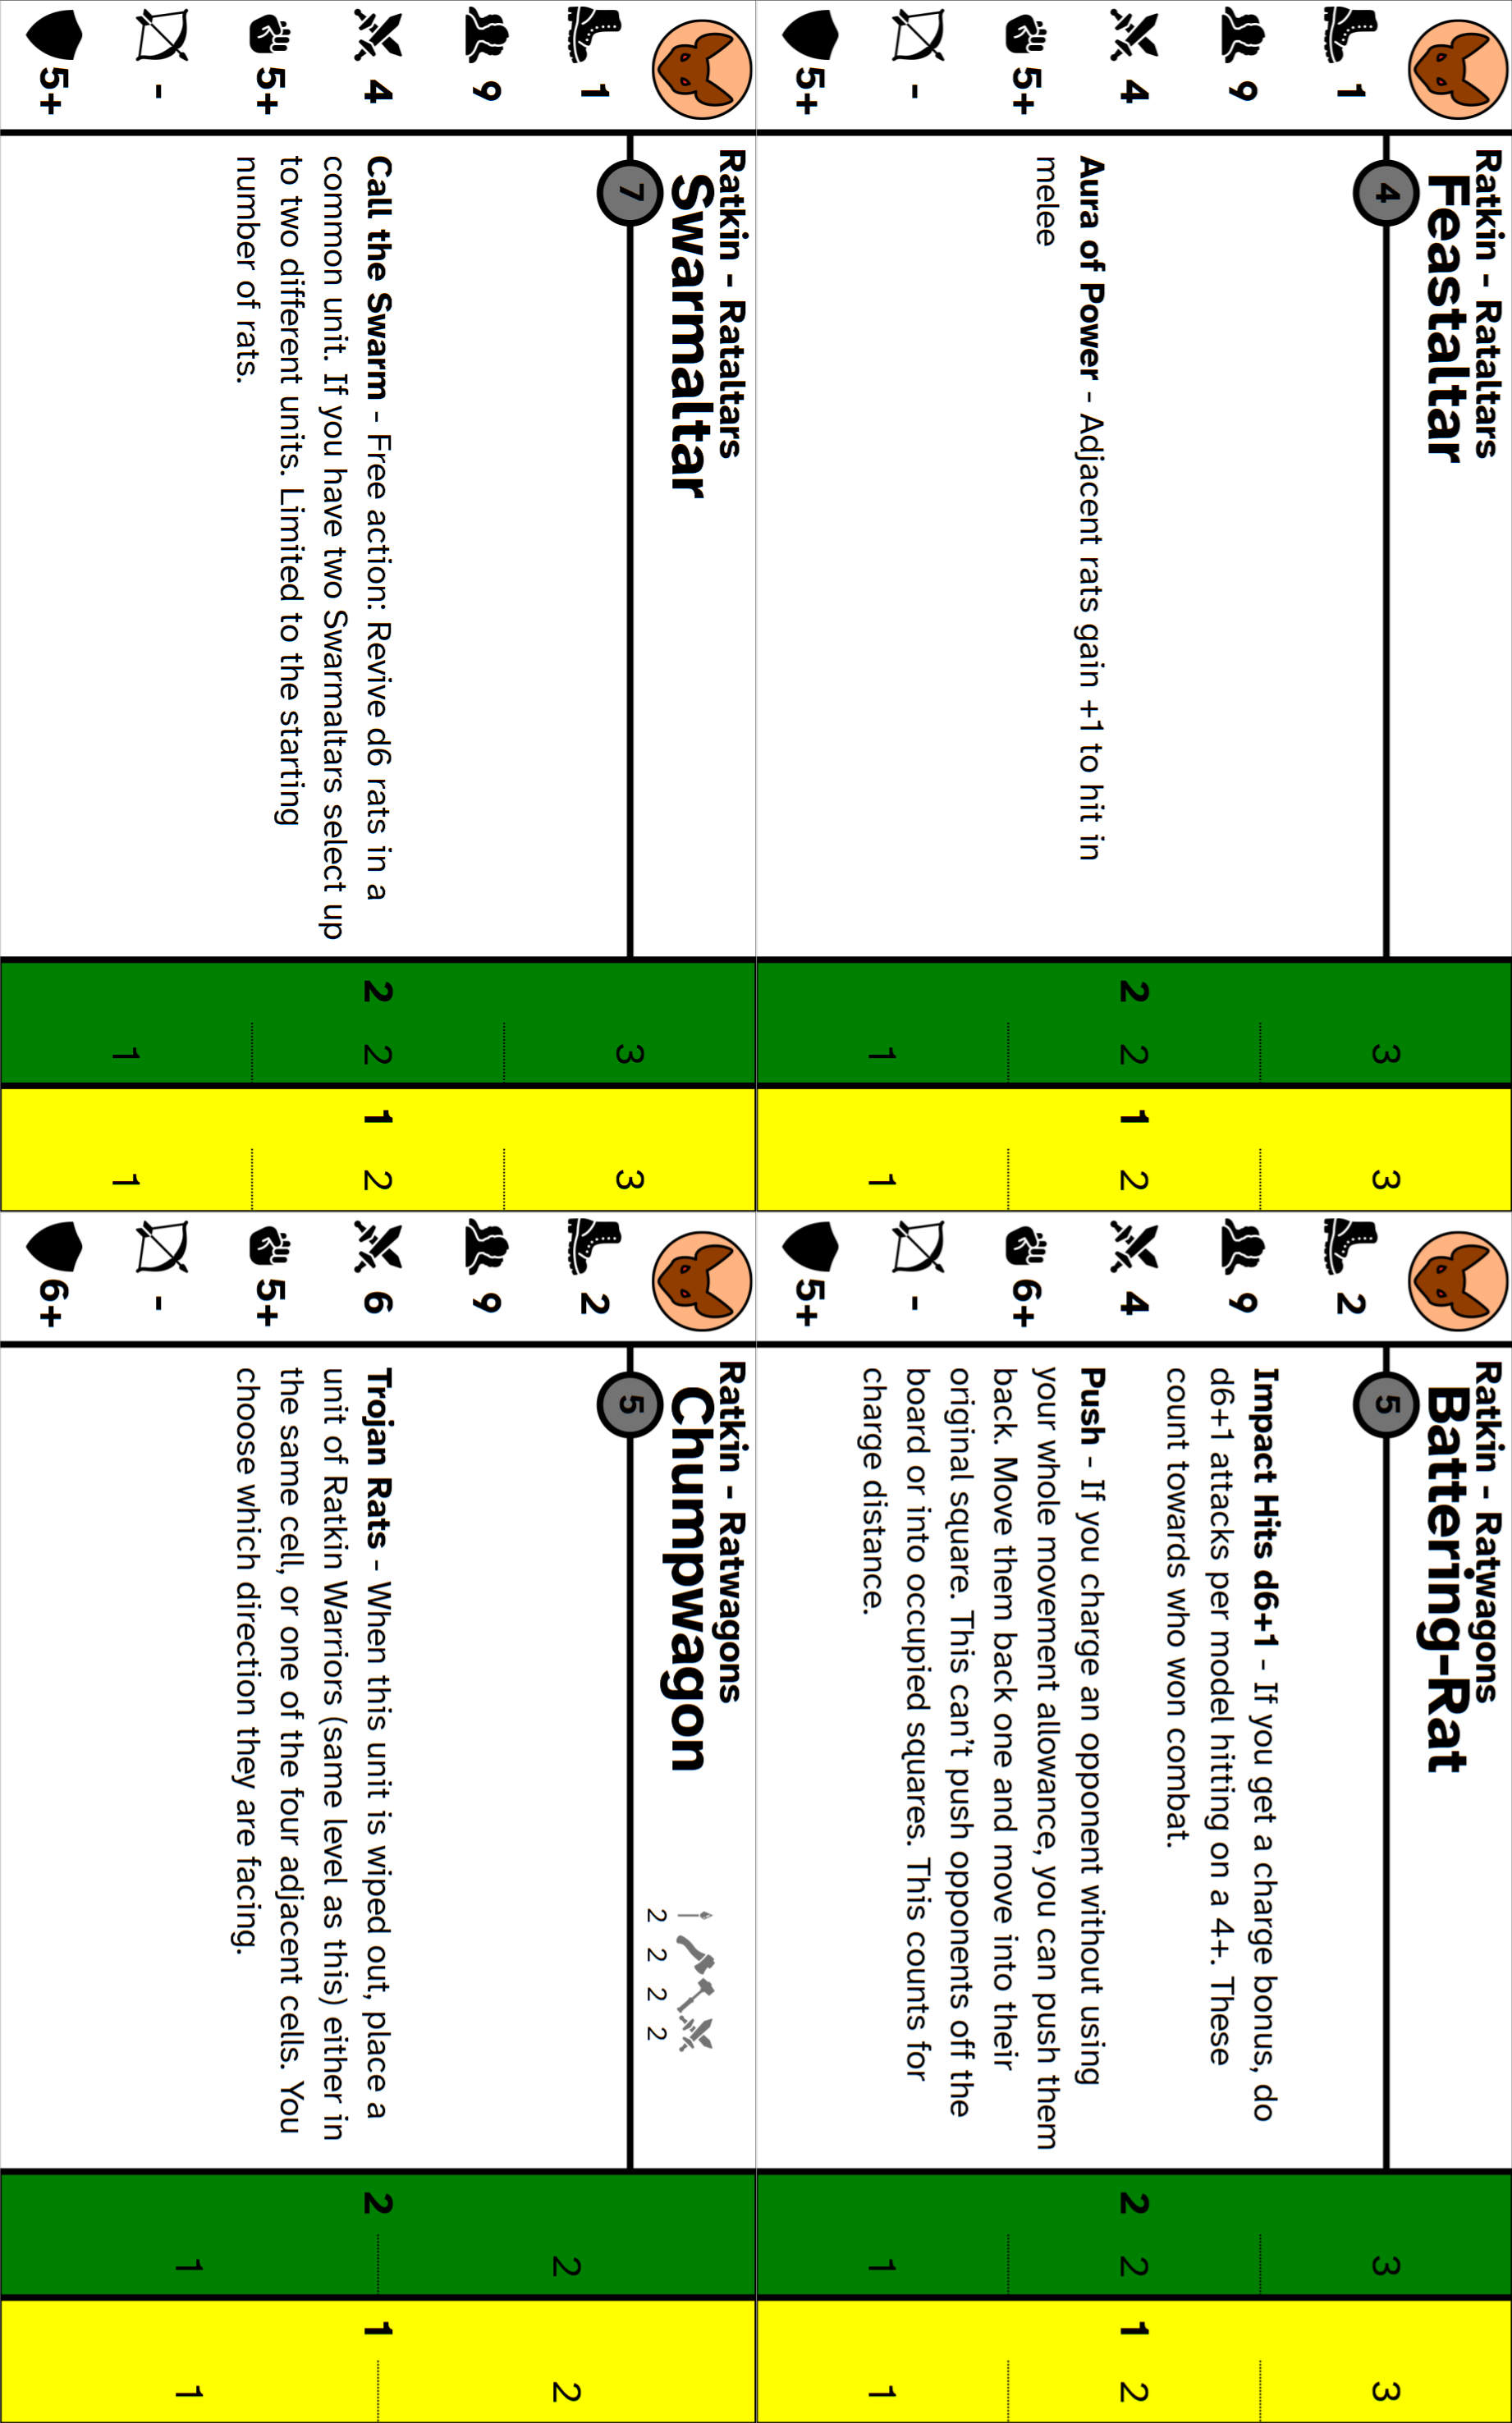 1
9
4
5+
-
5+
Ratkin - Rataltars
Feastaltar
4
Aura of Power - Adjacent rats gain +1 to hit in
melee
2
3
2
1
1
3
2
1
2
9
4
6+
-
5+
Ratkin - Ratwagons
Battering-Rat
5
Impact Hits d6+1 - If you get a charge bonus, do
d6+1 attacks per model hitting on a 4+. These
count towards who won combat.
Push - If you charge an opponent without using
your whole movement allowance, you can push them
back. Move them back one and move into their
original square. This can't push opponents off the
board or into occupied squares. This counts for
charge distance.
2
3
2
1
1
3
2
1
1
9
4
5+
-
5+
Ratkin - Rataltars
Swarmaltar
7
Call the Swarm - Free action: Revive d6 rats in a
common unit. If you have two Swarmaltars select up
to two different units. Limited to the starting
number of rats.
2
3
2
1
1
3
2
1
2
9
6
5+
-
6+
Ratkin - Ratwagons
Chumpwagon
2 2 2 2
5
Trojan Rats - When this unit is wiped out, place a
unit of Ratkin Warriors (same level as this) either in
the same cell, or one of the four adjacent cells. You
choose which direction they are facing.
2
2
1
1
2
1